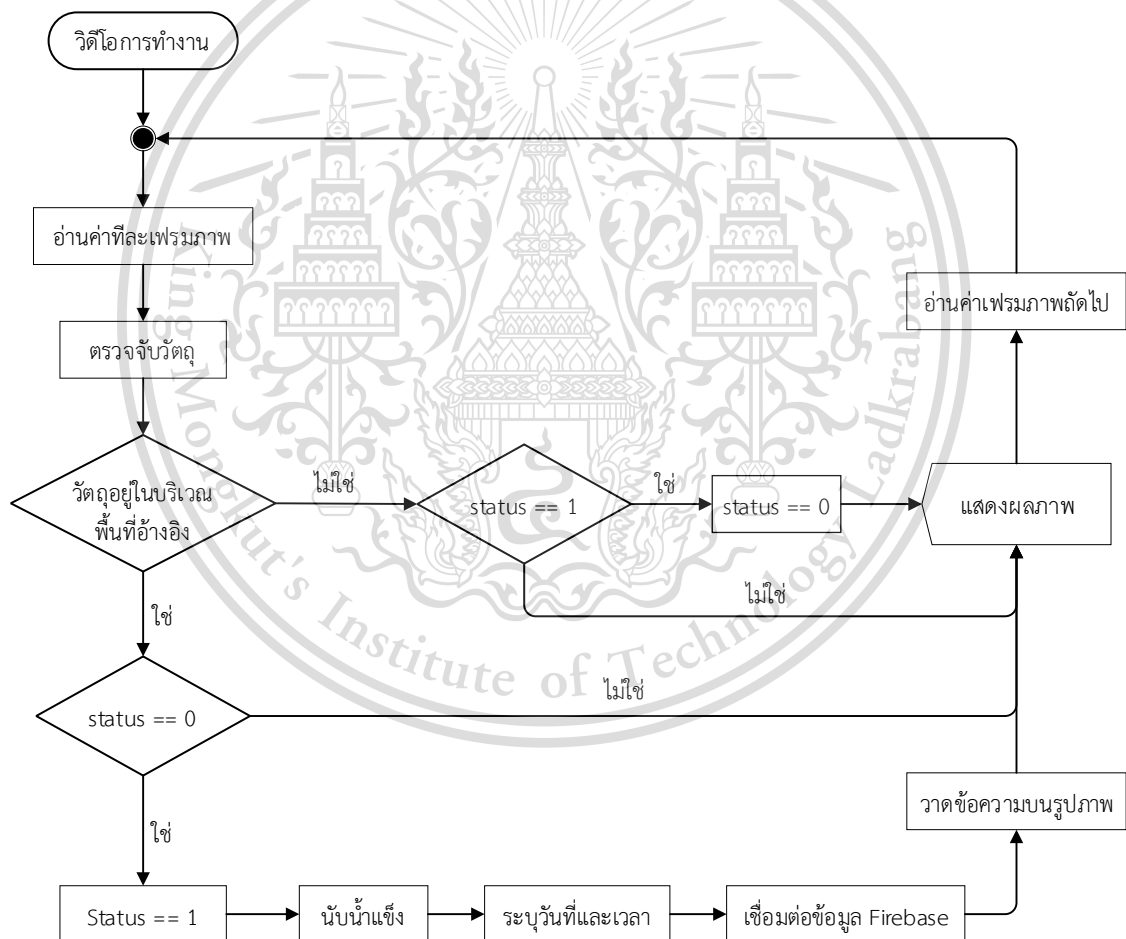 วิดีโอการทำงาน
อ่านค่าทีละเฟรมภาพ
อ่านค่าเฟรมภาพถัดไป
ตรวจจับวัตถุ
วัตถุอยู่ในบริเวณ
พื้นที่อ้างอิง
ไม่ใช่
status == 1
ใช่
status == 0
แสดงผลภาพ
ไม่ใช่
ใช่
status == 0
ไม่ใช่
วาดข้อความบนรูปภาพ
ใช่
Status == 1
นับน้ำแข็ง
ระบุวันที่และเวลา
เชื่อมต่อข้อมูล Firebase
King Mongkut's Institute of Technology Ladkrabang